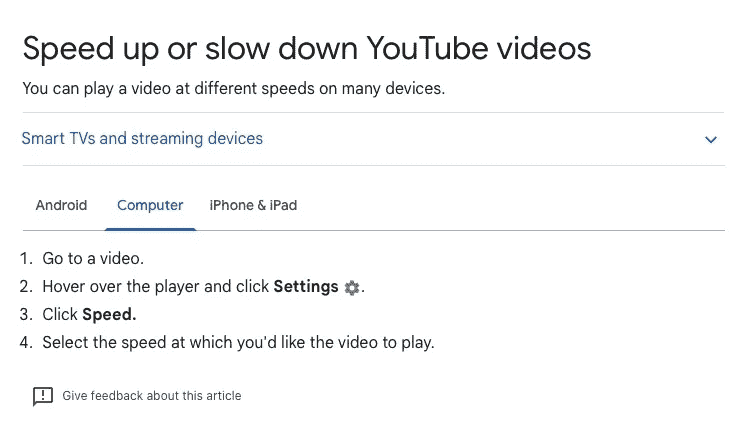 Speed up or slow down YouTube videos
You can play a video at different speeds on many devices.
Smart TVs and streaming devices
Android Computer iPhone & iPad
1. Go to a video.
2. Hover over the player and click Settings .
3. Click Speed.
4. Select the speed at which you'd like the video to play.
Give feedback about this article